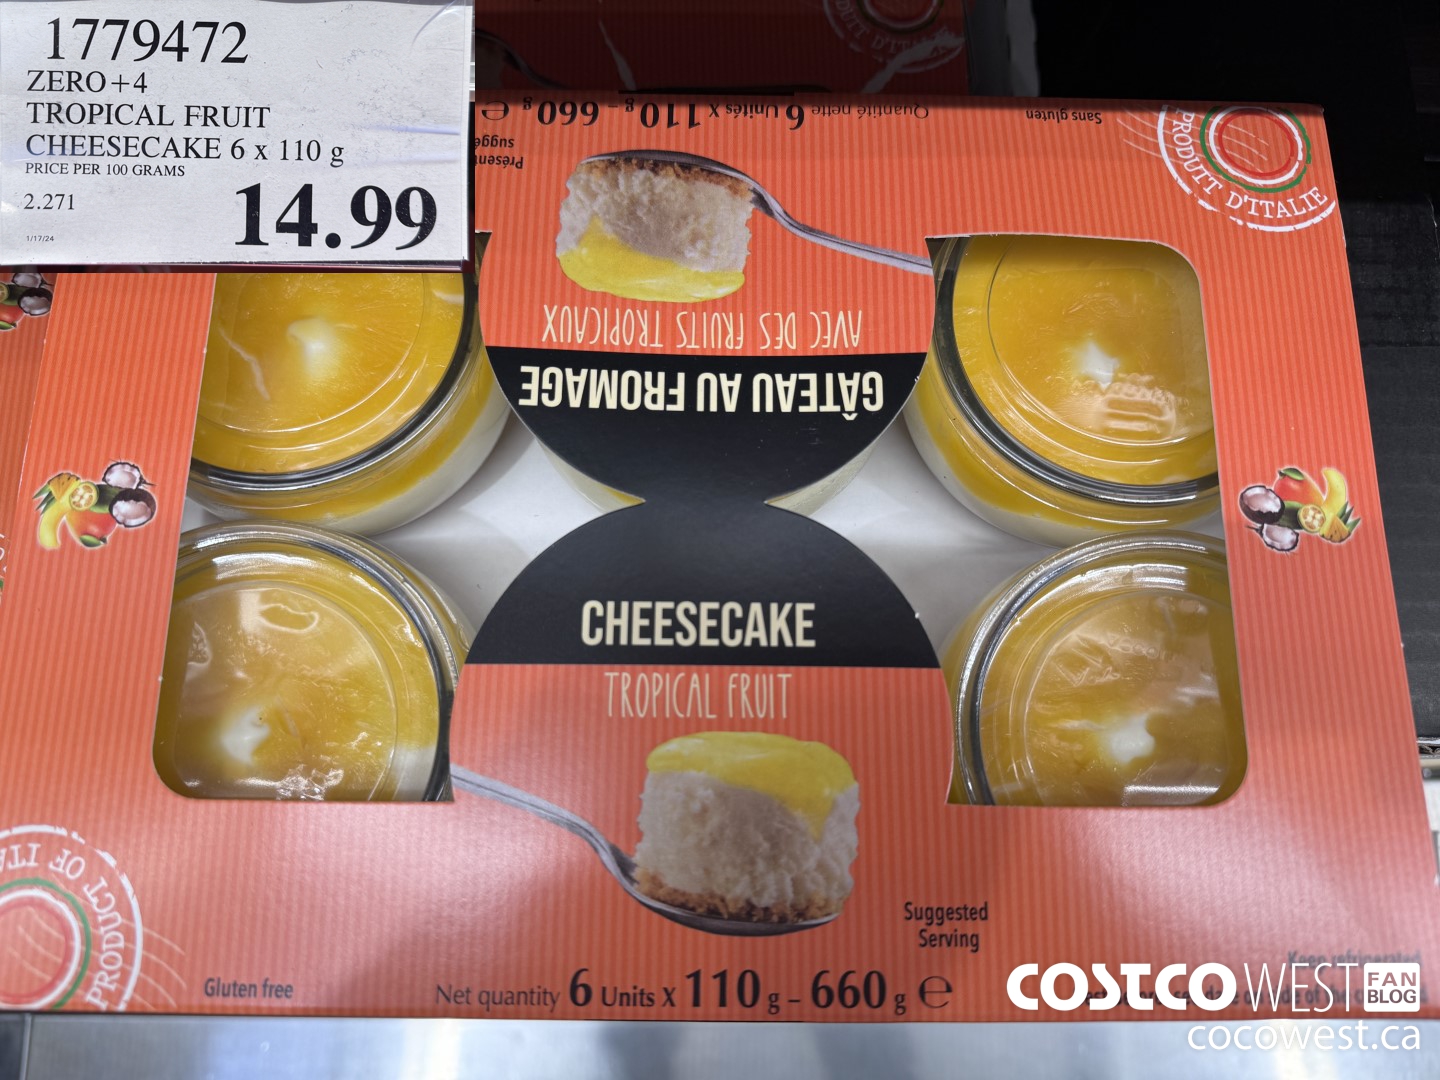 1779472
ZERO+4
TROPICAL FRUIT
CHEESECAKE 6 x 110 g
PRICE PER 100 GRAMS
2.271
14.99
1/17/24
Quantité nette 6 Unités X 110 g - 660 g e
Sans gluten
PRODUIT D'ITALIE
AVEC DES FRUITS TROPICAUX
GÂTEAU AU FROMAGE
CHEESECAKE
TROPICAL FRUIT
Suggested
Serving
PRODUCT OF
Gluten free
Net quantity 6 Units X 110 g - 660 g e
Keep refrigerated
COSTCO WEST FAN BLOG
cocowest.ca